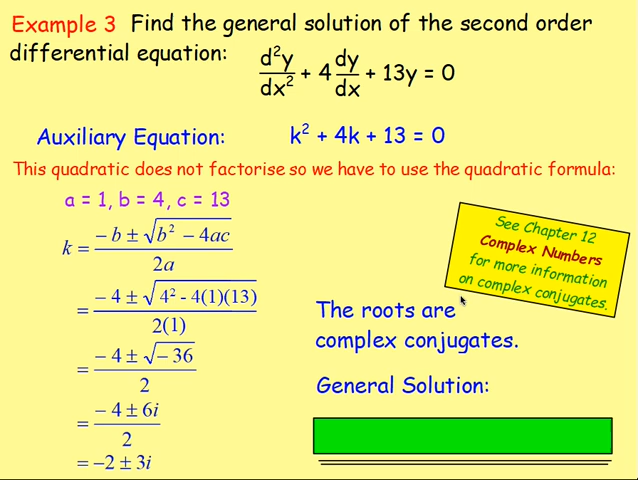 Example 3 Find the general solution of the second order
differential equation:
d²y/dx² + 4 dy/dx + 13y = 0
Auxiliary Equation: k² + 4k + 13 = 0
This quadratic does not factorise so we have to use the quadratic formula:
a = 1, b = 4, c = 13
k = (−b ± √(b² − 4ac)) / 2a
= (−4 ± √(4² - 4(1)(13))) / 2(1)
= (−4 ± √(−36)) / 2
= (−4 ± 6i) / 2
= −2 ± 3i
See Chapter 12
Complex Numbers
for more information
on complex conjugates.
The roots are
complex conjugates.
General Solution: